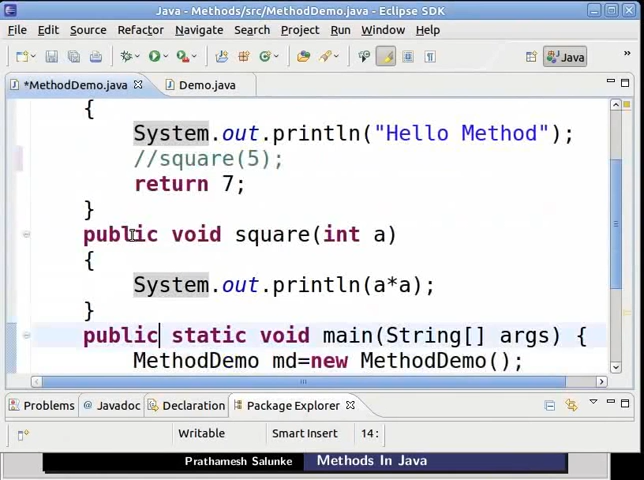 Java - Methods/src/MethodDemo.java - Eclipse SDK
File Edit Source Refactor Navigate Search Project Run Window Help
Java
*MethodDemo.java Demo.java
{
System.out.println("Hello Method");
//square(5);
return 7;
}
public void square(int a)
{
System.out.println(a*a);
}
public static void main(String[] args) {
MethodDemo md=new MethodDemo();
Problems Javadoc Declaration Package Explorer
Writable Smart Insert 14:
Prathamesh Salunke Methods In Java